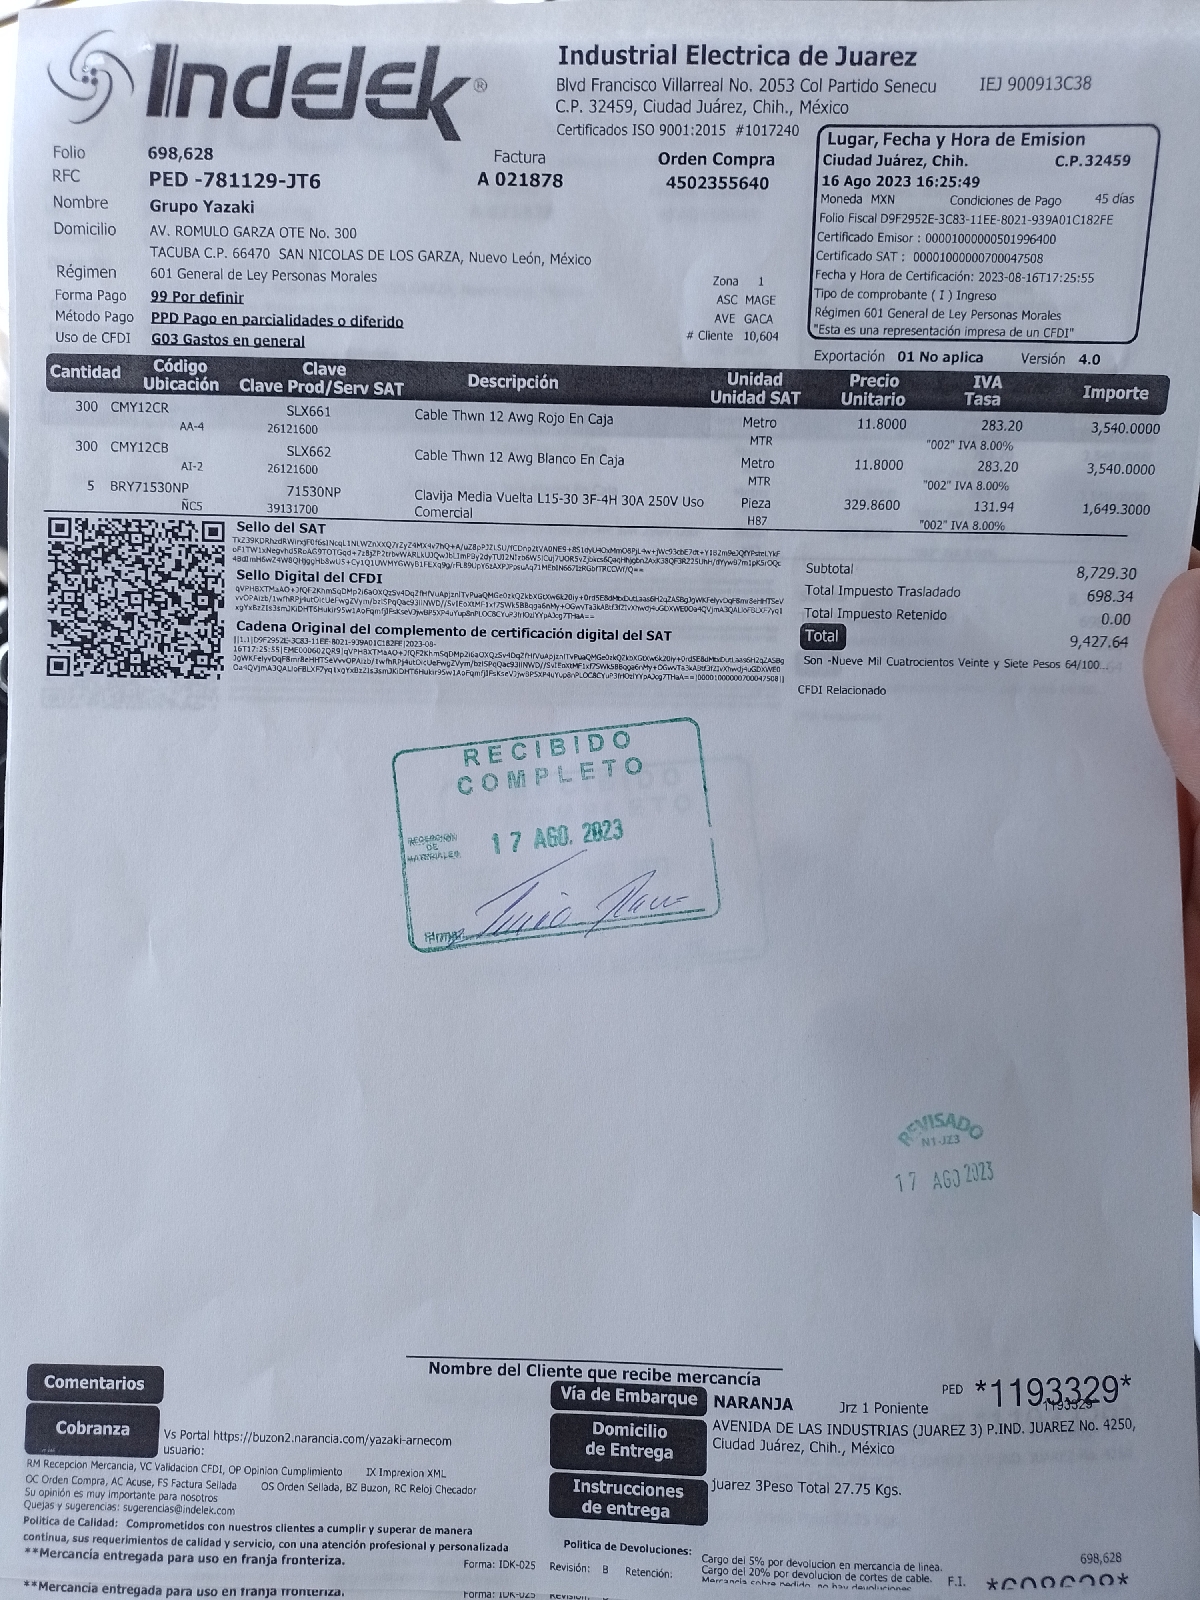 Indelek®
Industrial Electrica de Juarez
Blvd Francisco Villarreal No. 2053 Col Partido Senecu IEJ 900913C38
C.P. 32459, Ciudad Juárez, Chih., México
Certificados ISO 9001:2015 #1017240
Folio 698,628
RFC PED -781129-JT6
Nombre Grupo Yazaki
Domicilio AV. ROMULO GARZA OTE No. 300
TACUBA C.P. 66470 SAN NICOLAS DE LOS GARZA, Nuevo León, México
Régimen 601 General de Ley Personas Morales
Forma Pago 99 Por definir
Método Pago PPD Pago en parcialidades o diferido
Uso de CFDI G03 Gastos en general
Factura
A 021878
Orden Compra
4502355640
Zona 1
ASC MAGE
AVE GACA
# Cliente 10,604
Lugar, Fecha y Hora de Emision
Ciudad Juárez, Chih. C.P.32459
16 Ago 2023 16:25:49
Moneda MXN Condiciones de Pago 45 días
Folio Fiscal D9F2952E-3C83-11EE-8021-939A01C182FE
Certificado Emisor : 00001000000501996400
Certificado SAT : 00001000000700047508
Fecha y Hora de Certificación: 2023-08-16T17:25:55
Tipo de comprobante ( I ) Ingreso
Régimen 601 General de Ley Personas Morales
"Esta es una representación impresa de un CFDI"
Exportación 01 No aplica Versión 4.0
Cantidad Código Clave Descripción Unidad Precio IVA Importe
Ubicación Clave Prod/Serv SAT Unidad SAT Unitario Tasa
300 CMY12CR SLX661 Cable Thwn 12 Awg Rojo En Caja Metro 11.8000 283.20 3,540.0000
AA-4 26121600 MTR "002" IVA 8.00%
300 CMY12CB SLX662 Cable Thwn 12 Awg Blanco En Caja Metro 11.8000 283.20 3,540.0000
AI-2 26121600 MTR "002" IVA 8.00%
5 BRY71530NP 71530NP Clavija Media Vuelta L15-30 3F-4H 30A 250V Uso Pieza 329.8600 131.94 1,649.3000
ÑC5 39131700 Comercial H87 "002" IVA 8.00%
Sello del SAT
Sello Digital del CFDI
Cadena Original del complemento de certificación digital del SAT
Subtotal 8,729.30
Total Impuesto Trasladado 698.34
Total Impuesto Retenido 0.00
Total 9,427.64
Son -Nueve Mil Cuatrocientos Veinte y Siete Pesos 64/100...
CFDI Relacionado
RECIBIDO
COMPLETO
RECEPCION
DE
MATERIALES
17 AGO. 2023
Firma
REVISADO
N1-JZ3
17 AGO 2023
Nombre del Cliente que recibe mercancía
Comentarios
Cobranza
Vs Portal https://buzon2.narancia.com/yazaki-arnecom
usuario:
Vía de Embarque NARANJA Jrz 1 Poniente PED *1193329*
1193329
Domicilio
de Entrega
AVENIDA DE LAS INDUSTRIAS (JUAREZ 3) P.IND. JUAREZ No. 4250,
Ciudad Juárez, Chih., México
Instrucciones
de entrega
juarez 3Peso Total 27.75 Kgs.
RM Recepcion Mercancia, VC Validacion CFDI, OP Opinion Cumplimiento IX Imprexion XML
OC Orden Compra, AC Acuse, FS Factura Sellada OS Orden Sellada, BZ Buzon, RC Reloj Checador
Su opinión es muy importante para nosotros
Quejas y sugerencias: sugerencias@indelek.com
Política de Calidad: Comprometidos con nuestros clientes a cumplir y superar de manera
continua, sus requerimientos de calidad y servicio, con una atención profesional y personalizada
**Mercancia entregada para uso en franja fronteriza.
Forma: IDK-025 Revisión: B Retención:
Politica de Devoluciones:
Cargo del 5% por devolucion en mercancia de linea.
Cargo del 20% por devolucion de cortes de cable.
Mercancia sobre pedido, no hay devoluciones
698,628
F.I.
**Mercancia entregada para uso en franja fronteriza.
Forma: IDK-025 Revisión: